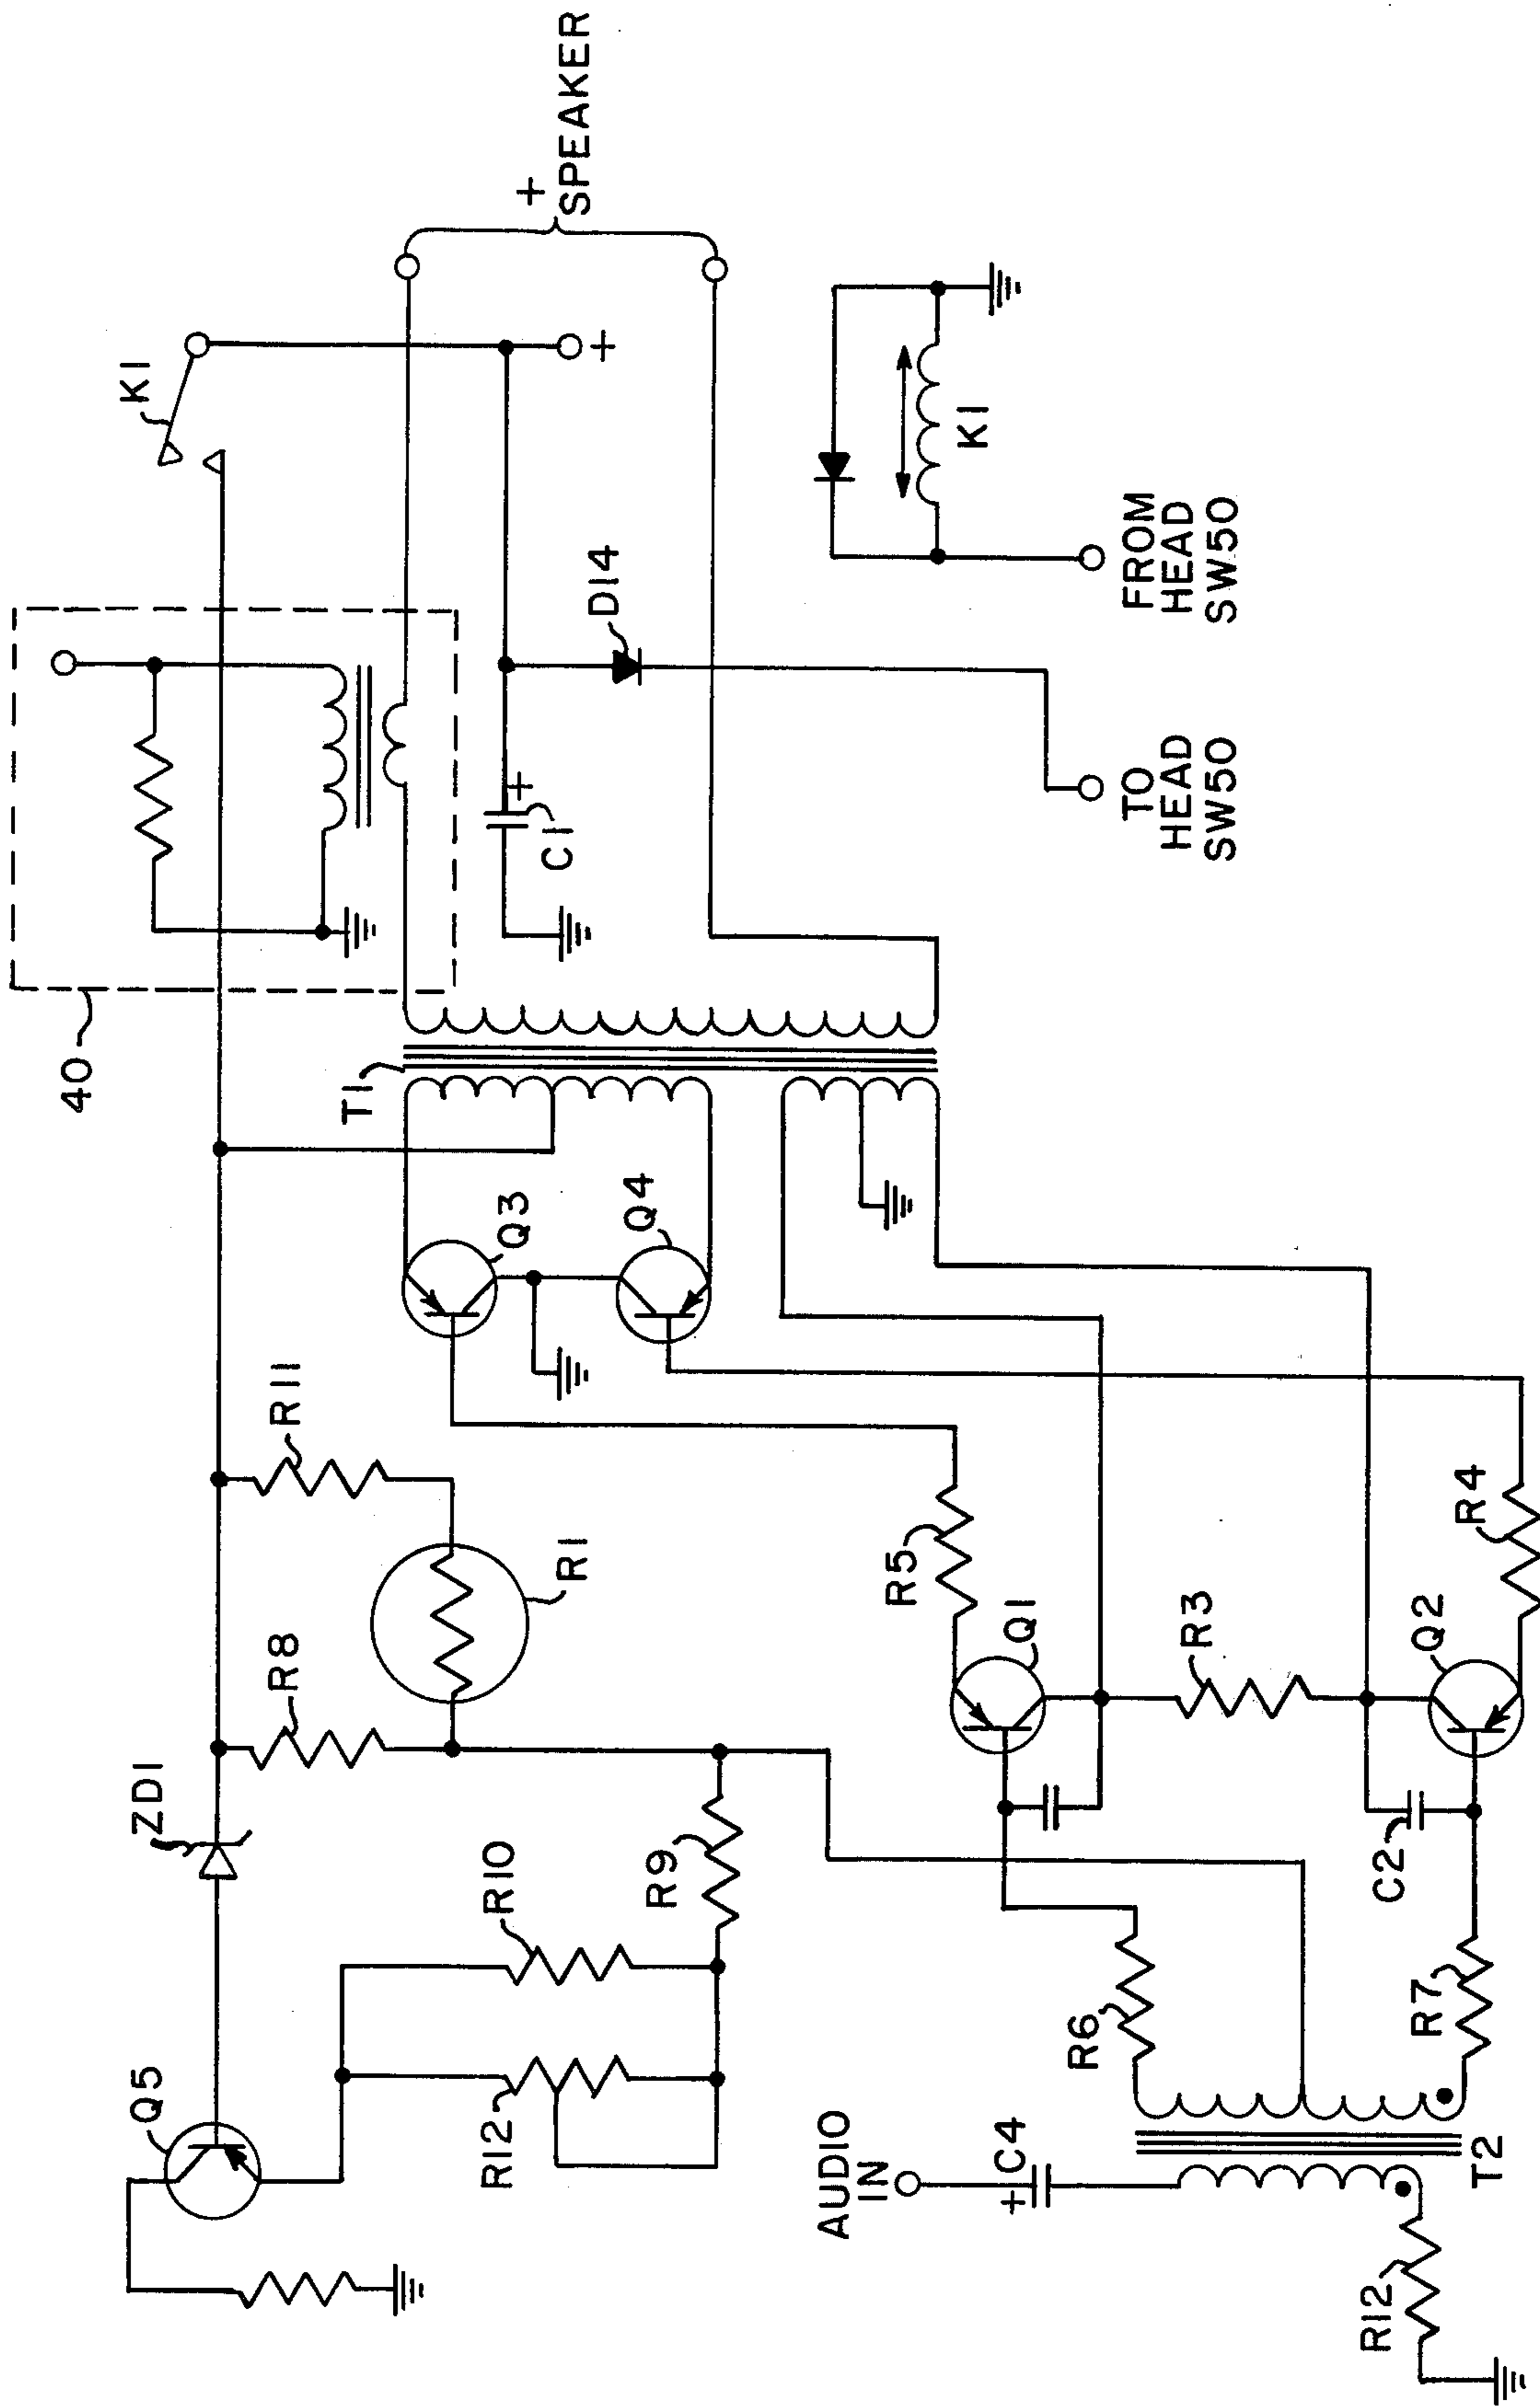 40
K1
+
SPEAKER
+
K1
FROM
HEAD
SW50
D14
+
C1
TO
HEAD
SW50
T1
Q3
Q4
R11
R1
R8
ZD1
R5
Q1
R3
R4
Q2
C2
R10
R9
R12
Q5
R6
R7
AUDIO
IN
+
C4
T2
R12